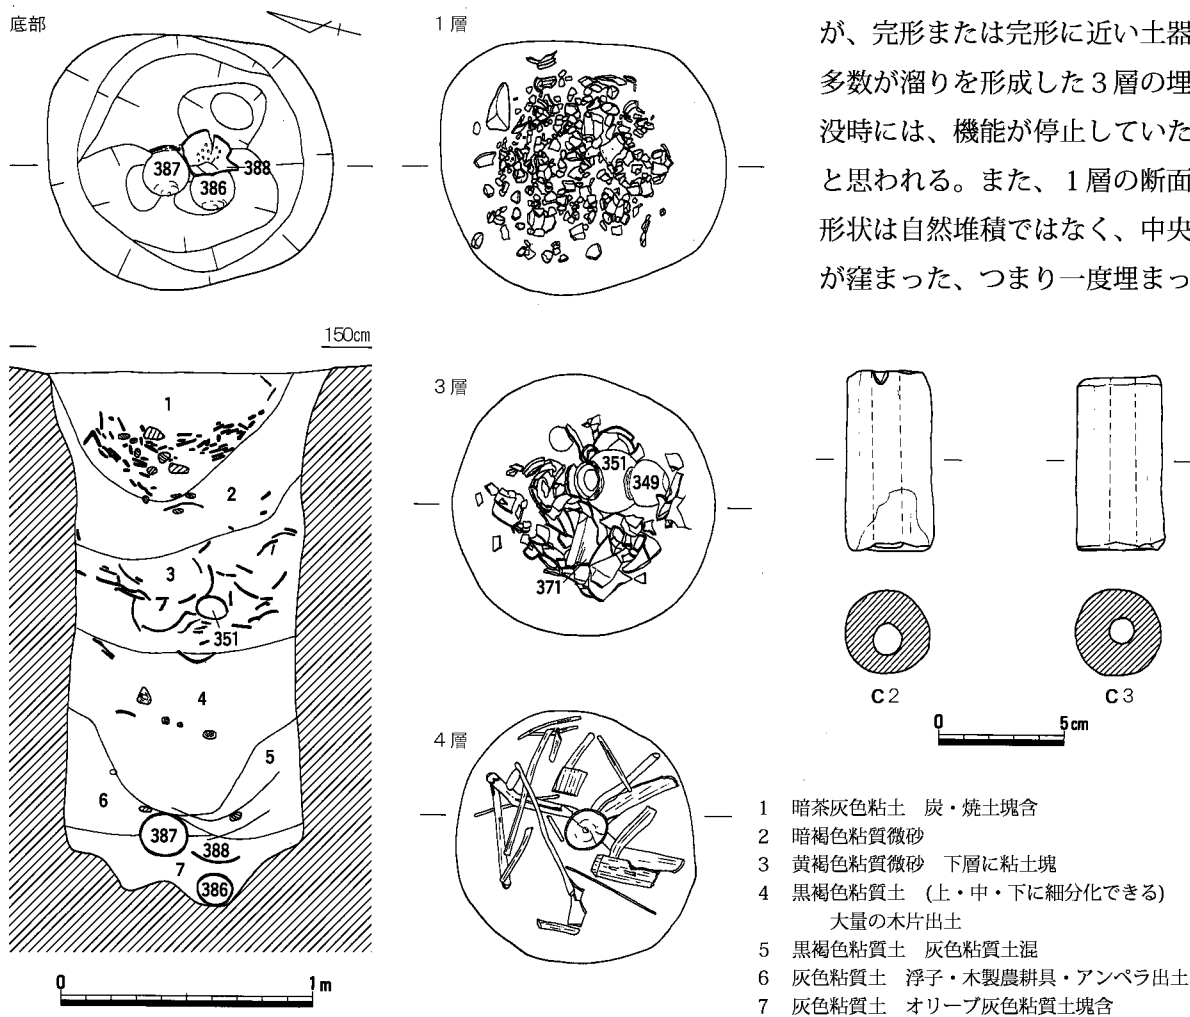 底部
387
388
386
1層
が、完形または完形に近い土器
多数が溜りを形成した3層の埋
没時には、機能が停止していた
と思われる。また、1層の断面
形状は自然堆積ではなく、中央
が窪まった、つまり一度埋まっ
150cm
1
2
3
7
351
4
5
6
387
388
7
386
0 1m
3層
351
349
371
4層
C2
C3
0 5cm
1 暗茶灰色粘土 炭・焼土塊含
2 暗褐色粘質微砂
3 黄褐色粘質微砂 下層に粘土塊
4 黒褐色粘質土 (上・中・下に細分化できる)
大量の木片出土
5 黒褐色粘質土 灰色粘質土混
6 灰色粘質土 浮子・木製農耕具・アンペラ出土
7 灰色粘質土 オリーブ灰色粘質土塊含